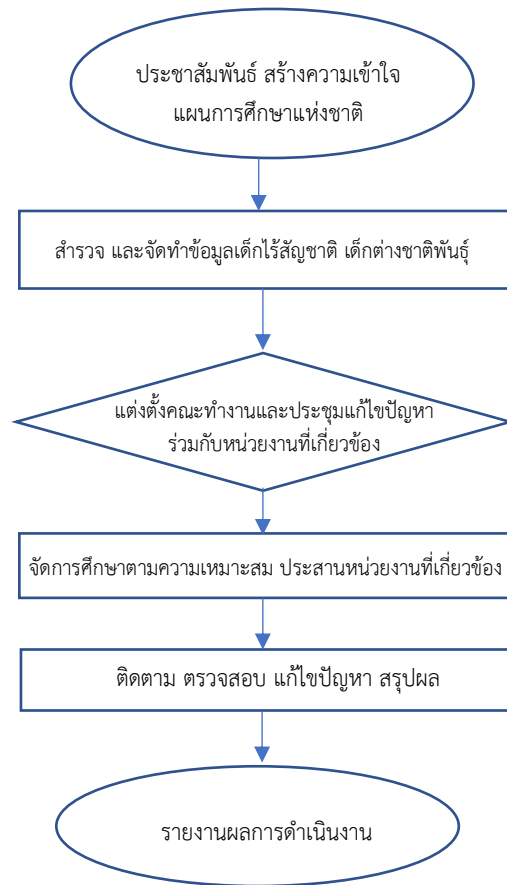 ประชาสัมพันธ์ สร้างความเข้าใจ
แผนการศึกษาแห่งชาติ
สำรวจ และจัดทำข้อมูลเด็กไร้สัญชาติ เด็กต่างชาติพันธุ์
แต่งตั้งคณะทำงานและประชุมแก้ไขปัญหา
ร่วมกับหน่วยงานที่เกี่ยวข้อง
จัดการศึกษาตามความเหมาะสม ประสานหน่วยงานที่เกี่ยวข้อง
ติดตาม ตรวจสอบ แก้ไขปัญหา สรุปผล
รายงานผลการดำเนินงาน